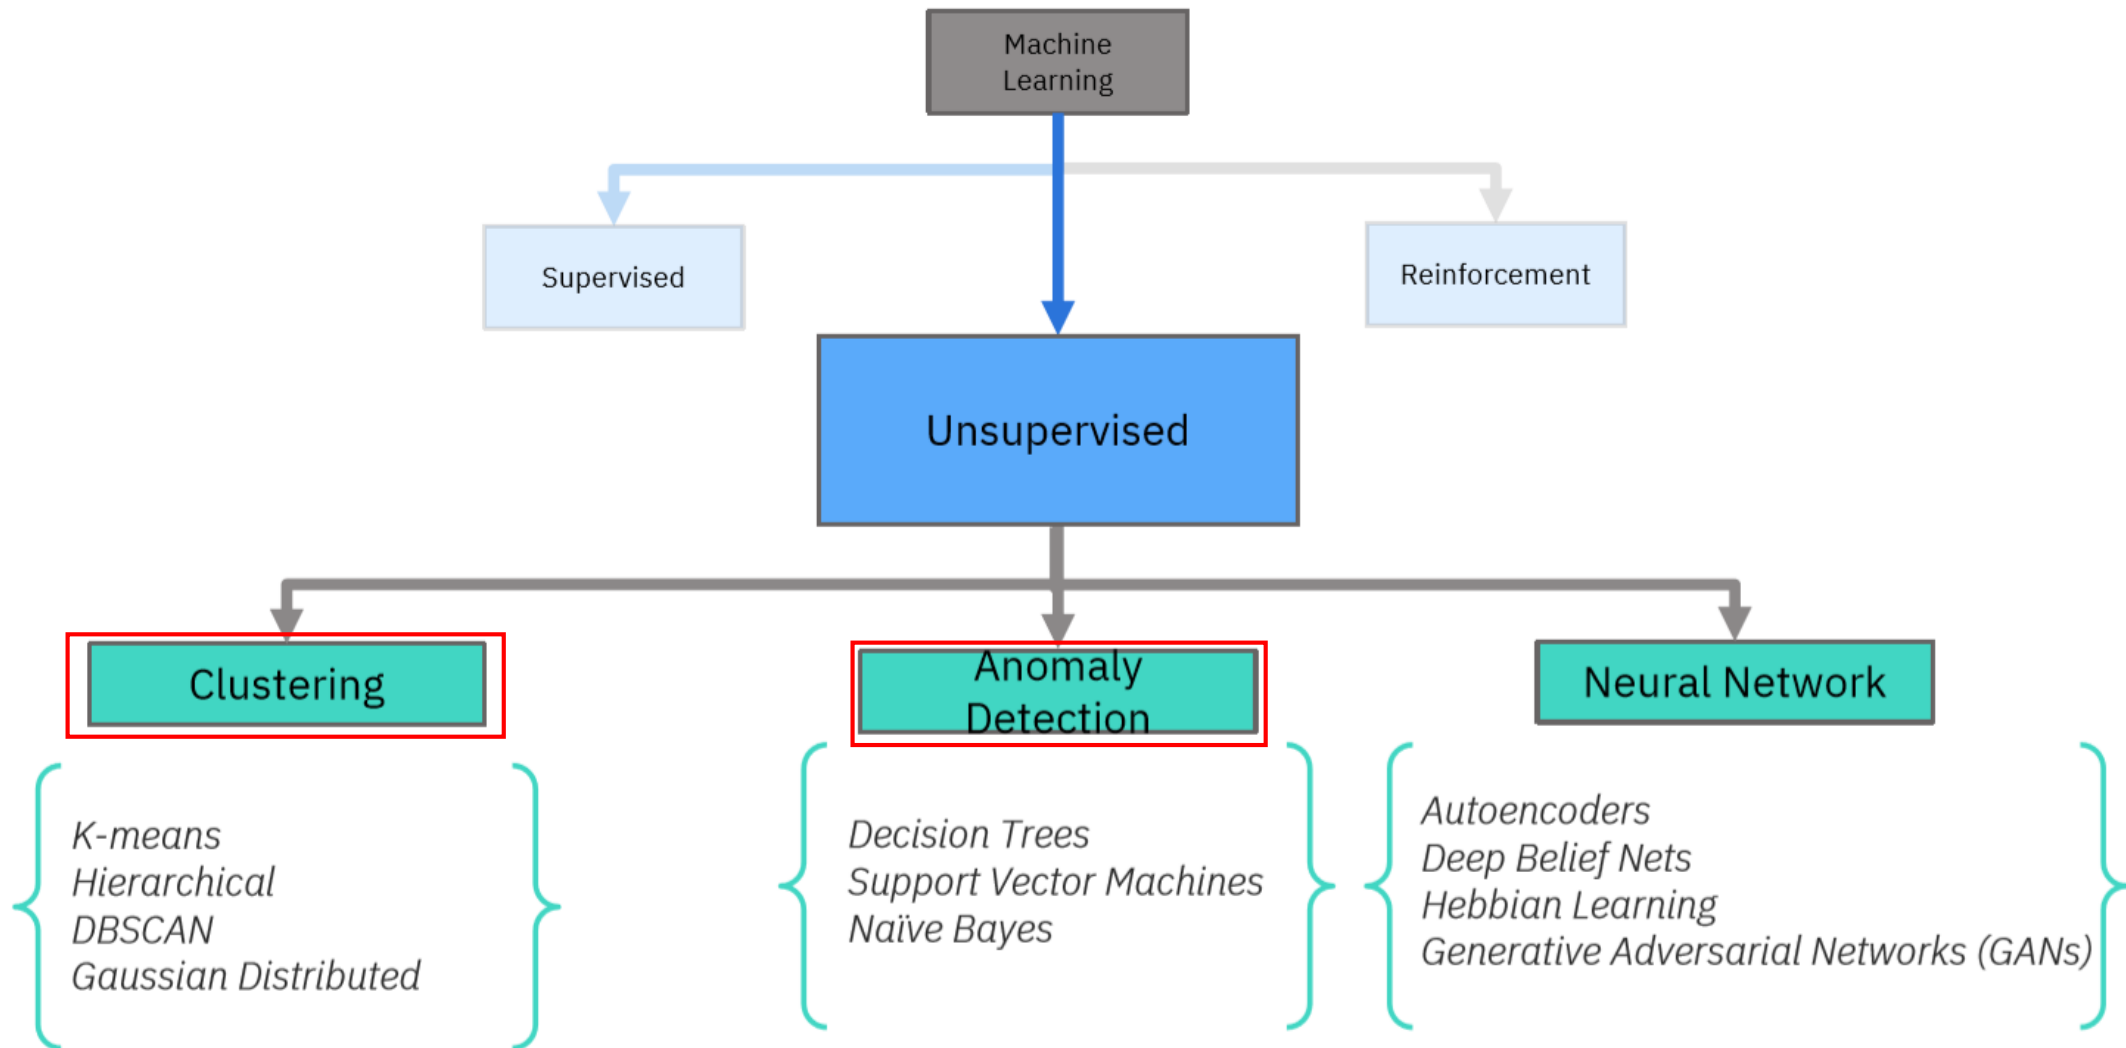 Machine
Learning
Supervised
Reinforcement
Unsupervised
Clustering
Anomaly
Detection
Neural Network
K-means
Hierarchical
DBSCAN
Gaussian Distributed
Decision Trees
Support Vector Machines
Naïve Bayes
Autoencoders
Deep Belief Nets
Hebbian Learning
Generative Adversarial Networks (GANs)